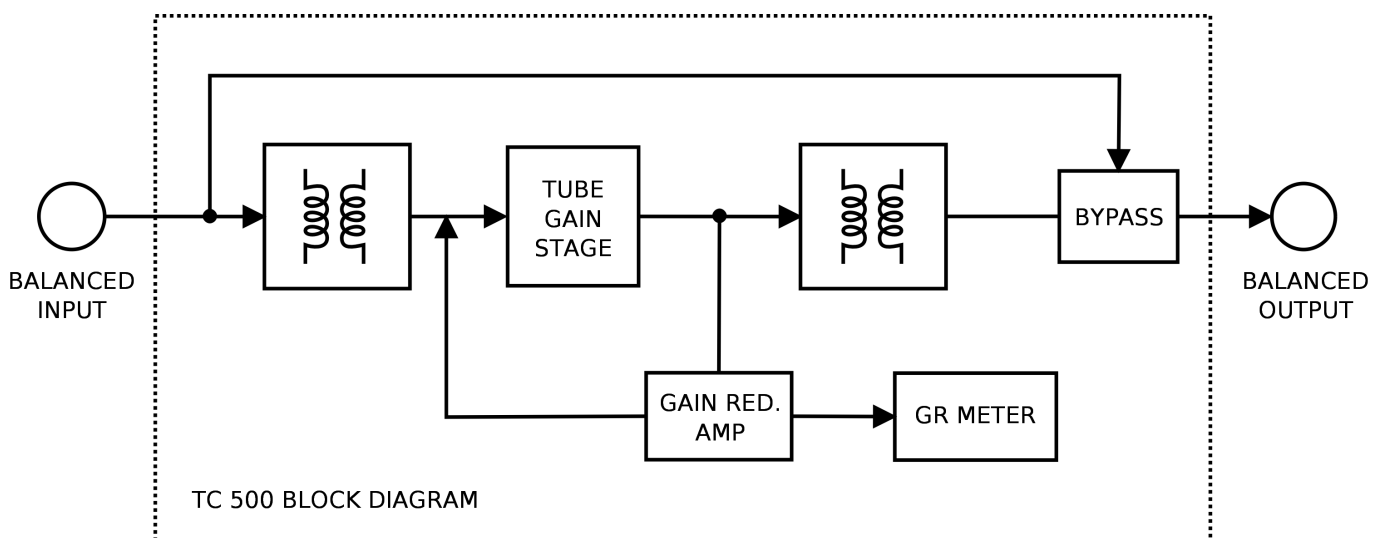 TUBE
GAIN
STAGE
BYPASS
BALANCED
INPUT
BALANCED
OUTPUT
GAIN RED.
AMP
GR METER
TC 500 BLOCK DIAGRAM